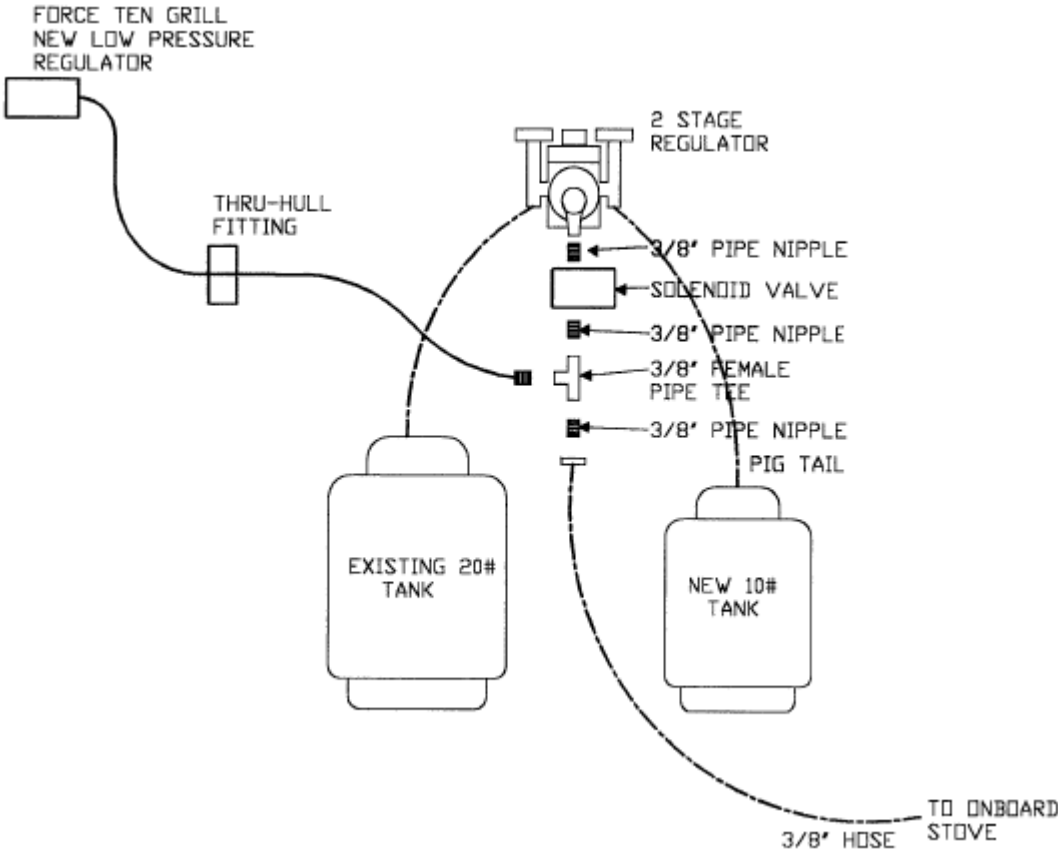 FORCE TEN GRILL
NEW LOW PRESSURE
REGULATOR
2 STAGE
REGULATOR
THRU-HULL
FITTING
3/8" PIPE NIPPLE
SOLENOID VALVE
3/8" PIPE NIPPLE
3/8" FEMALE
PIPE TEE
3/8" PIPE NIPPLE
PIG TAIL
EXISTING 20#
TANK
NEW 10#
TANK
TO ONBOARD
STOVE
3/8" HOSE